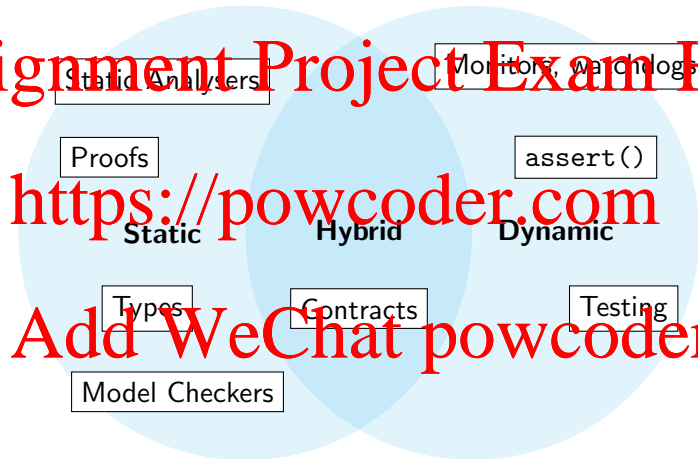 ignment Project Exam
Static Analysers
Monitors, watchdogs
Proofs
assert()
https://powcoder.com
Static
Hybrid
Dynamic
Types
Contracts
Testing
Add WeChat powcoder
Model Checkers